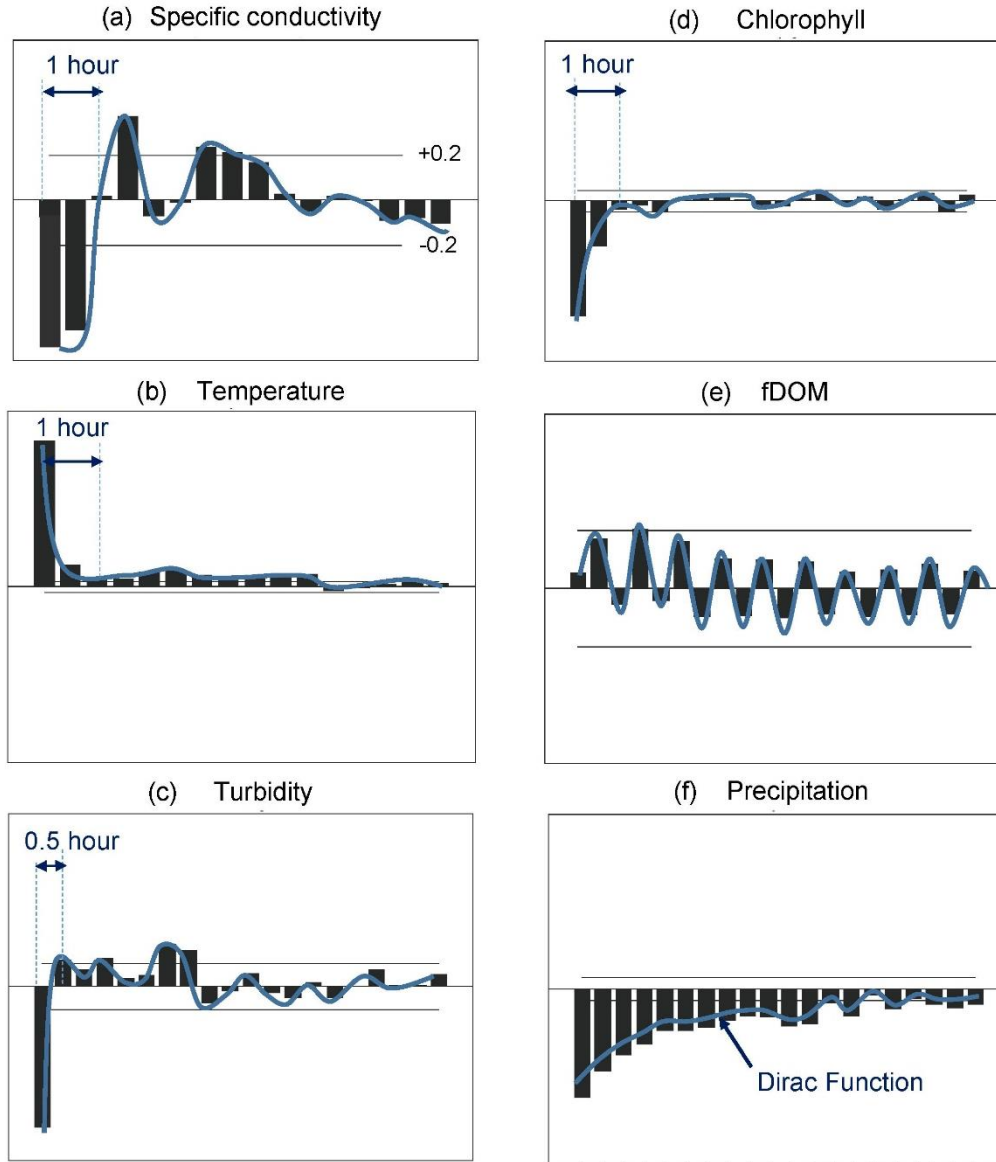 (a) Specific conductivity
1 hour
+0.2
-0.2
(b) Temperature
1 hour
(c) Turbidity
0.5 hour
(d) Chlorophyll
1 hour
(e) fDOM
(f) Precipitation
Dirac Function